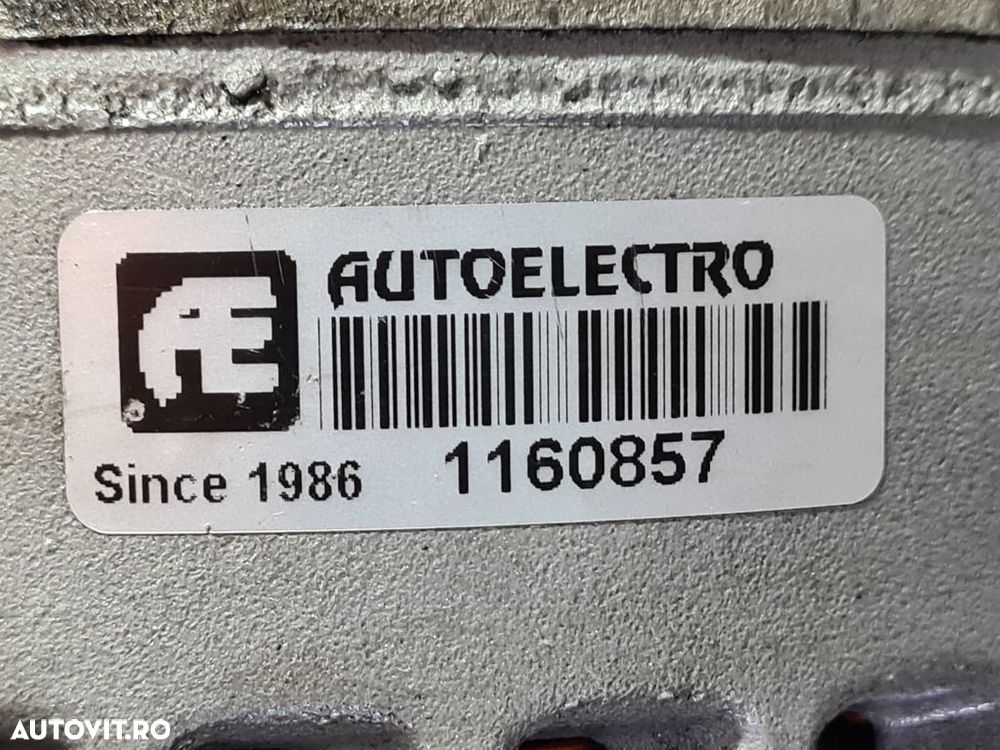 AE
AUTOELECTRO
Since 1986
1160857
AUTOVIT.RO